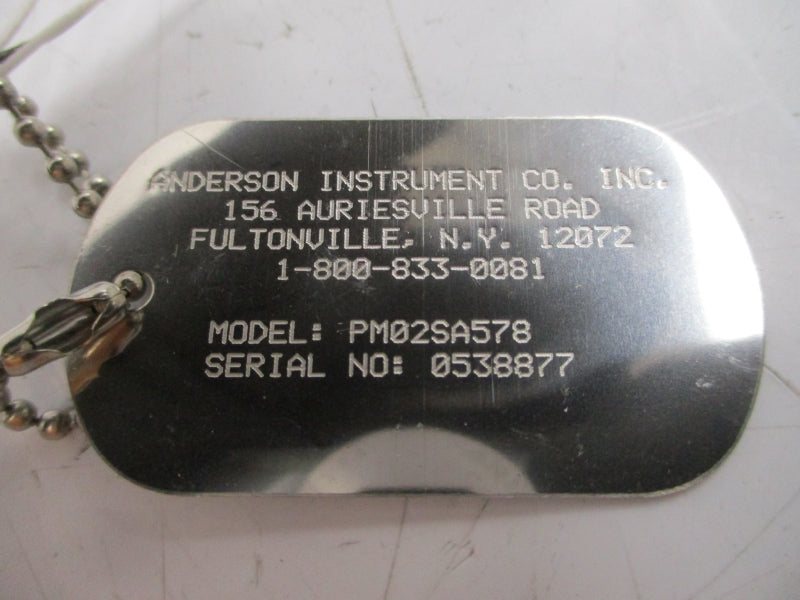 ANDERSON INSTRUMENT CO. INC.
156 AURIESVILLE ROAD
FULTONVILLE, N.Y. 12072
1-800-833-0081
MODEL: PM02SA578
SERIAL NO: 0538877